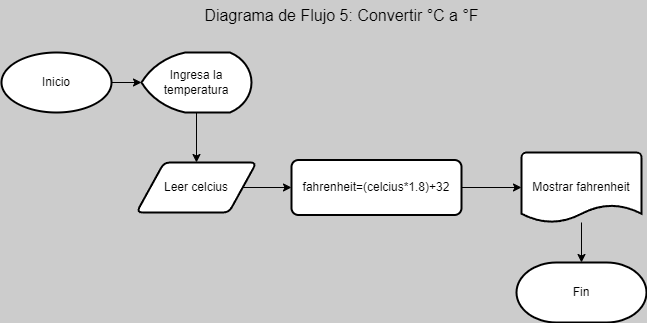 Diagrama de Flujo 5: Convertir °C a °F
Inicio
Ingresa la
temperatura
Leer celcius
fahrenheit=(celcius*1.8)+32
Mostrar fahrenheit
Fin